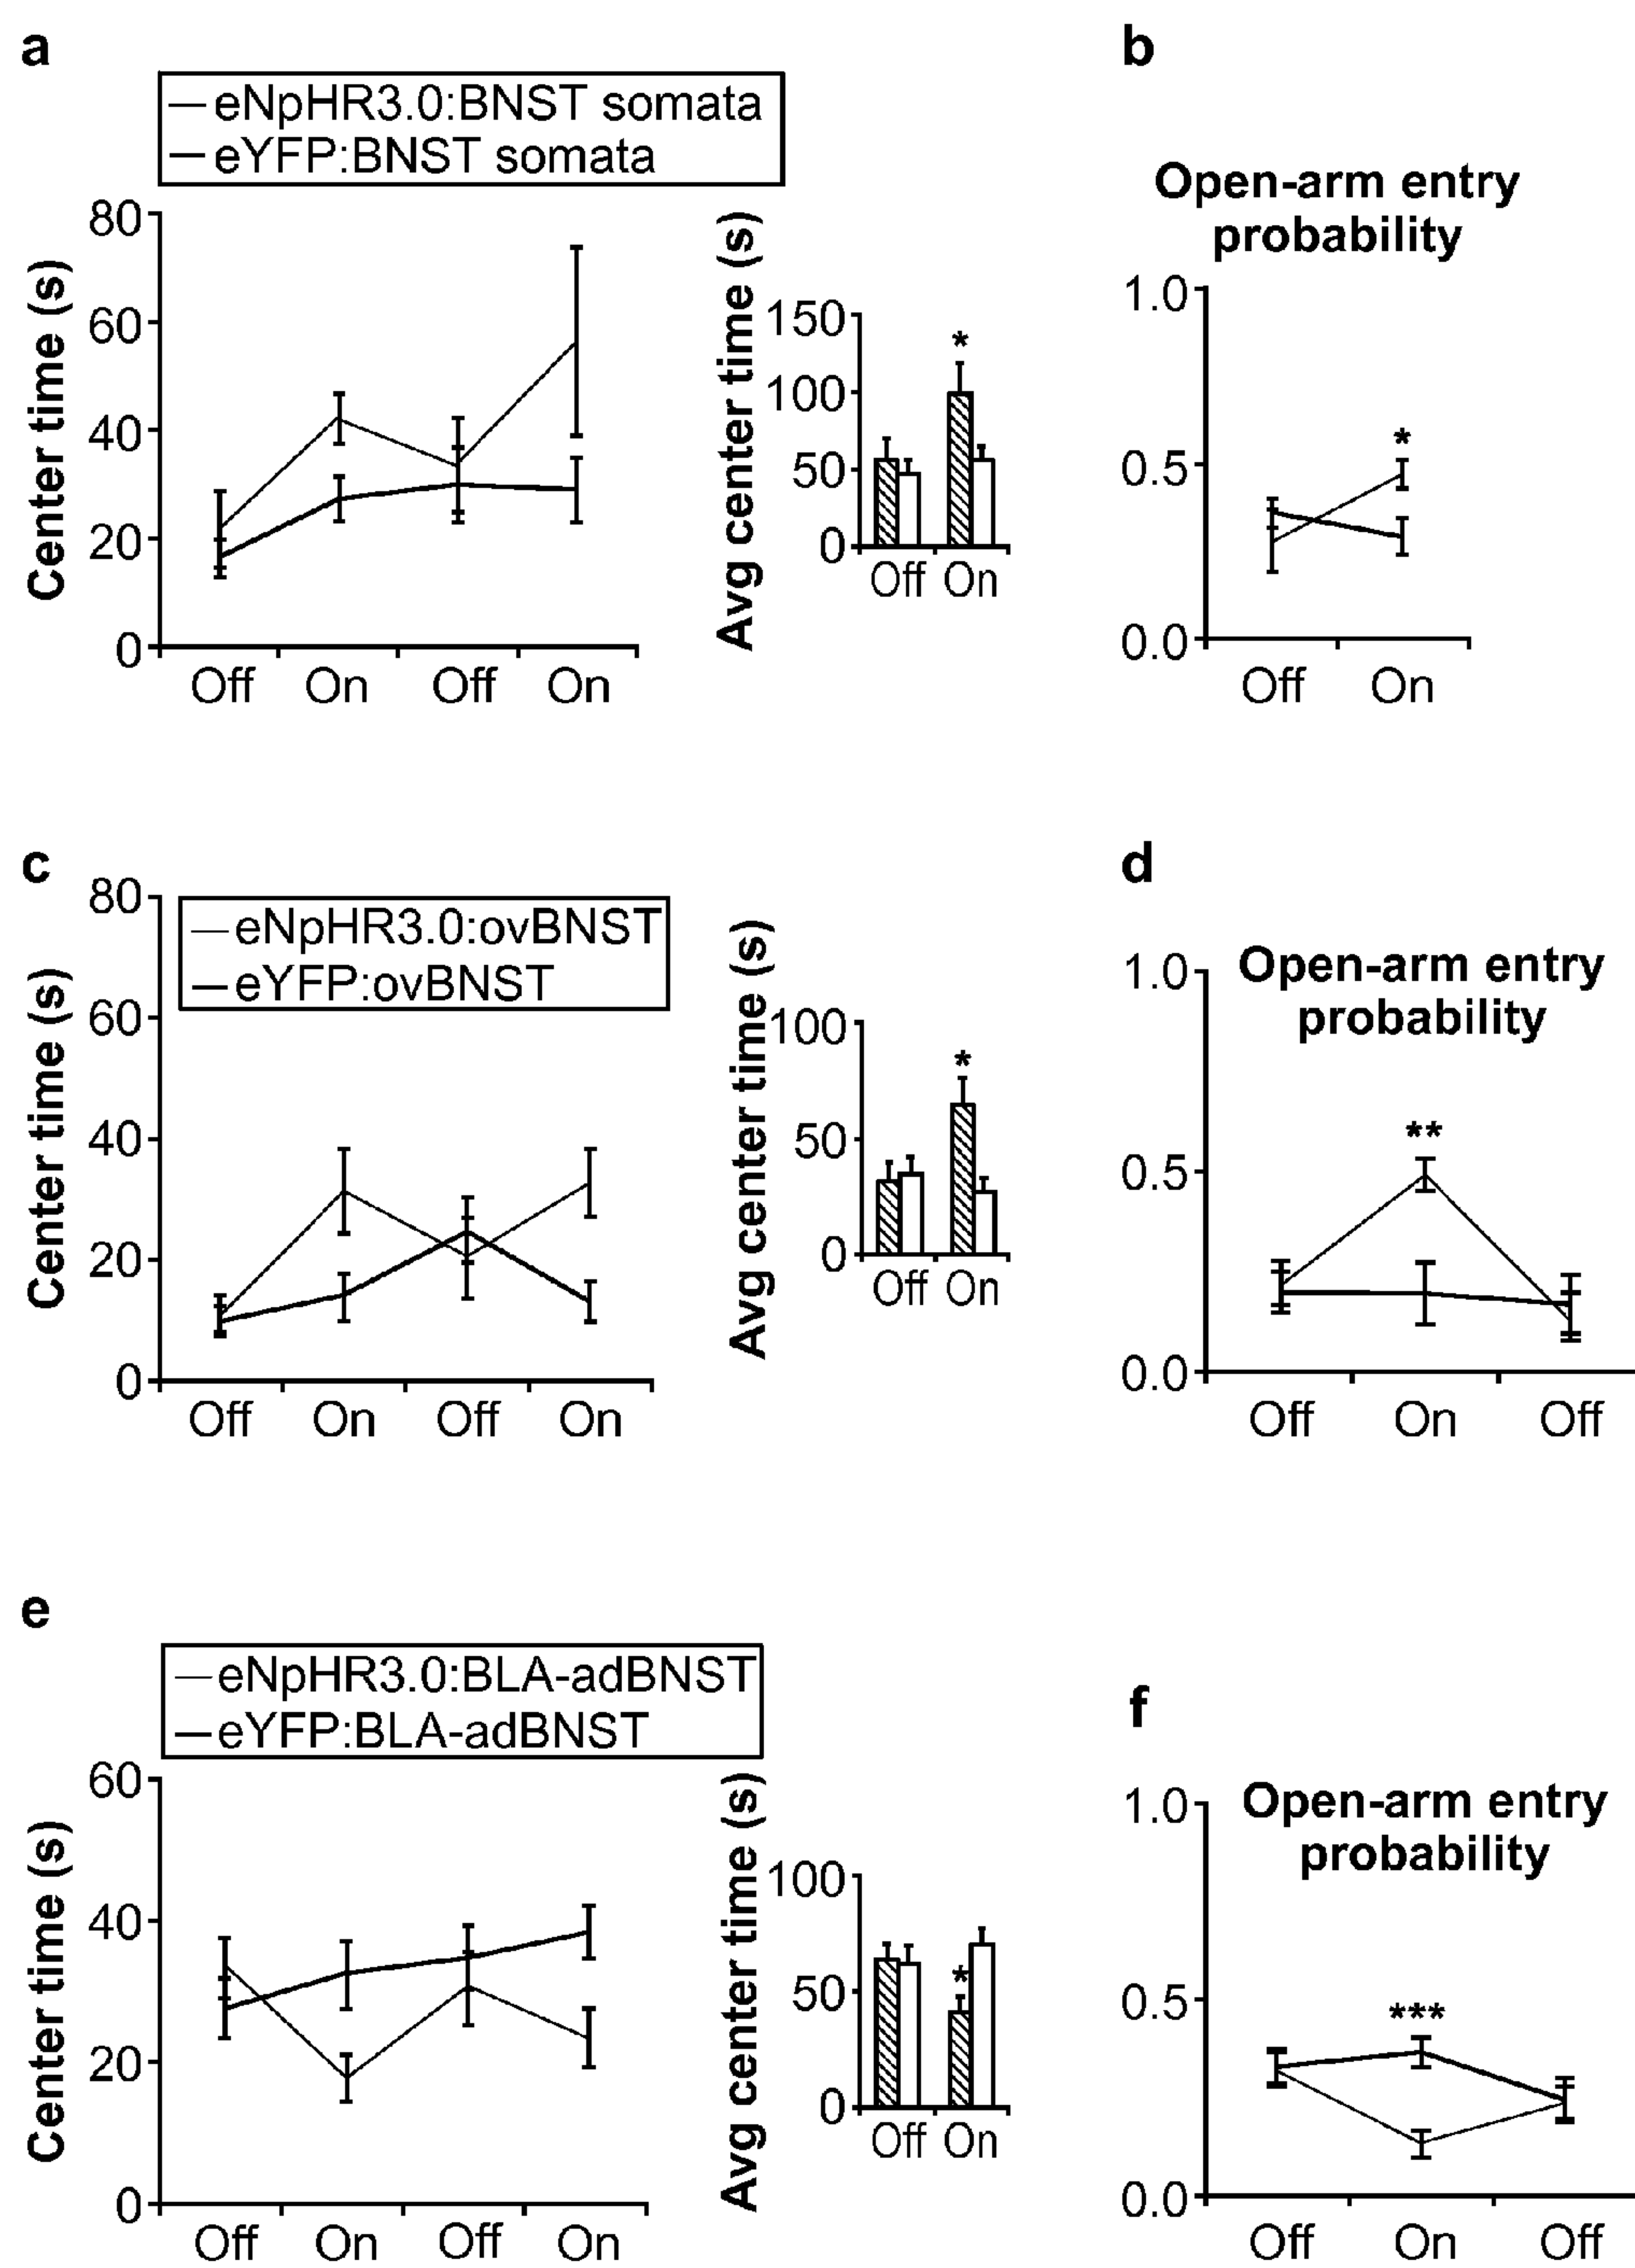 a
eNpHR3.0:BNST somata
eYFP:BNST somata
Center time (s)
80
60
40
20
0
Off On Off On
Avg center time (s)
150
100
50
0
*
Off On
b
Open-arm entry
probability
1.0
0.5
0.0
*
Off On
c
eNpHR3.0:ovBNST
eYFP:ovBNST
Center time (s)
80
60
40
20
0
Off On Off On
Avg center time (s)
100
50
0
*
Off On
d
Open-arm entry
probability
1.0
0.5
0.0
**
Off On Off
e
eNpHR3.0:BLA-adBNST
eYFP:BLA-adBNST
Center time (s)
60
40
20
0
Off On Off On
Avg center time (s)
100
50
0
*
Off On
f
Open-arm entry
probability
1.0
0.5
0.0
***
Off On Off